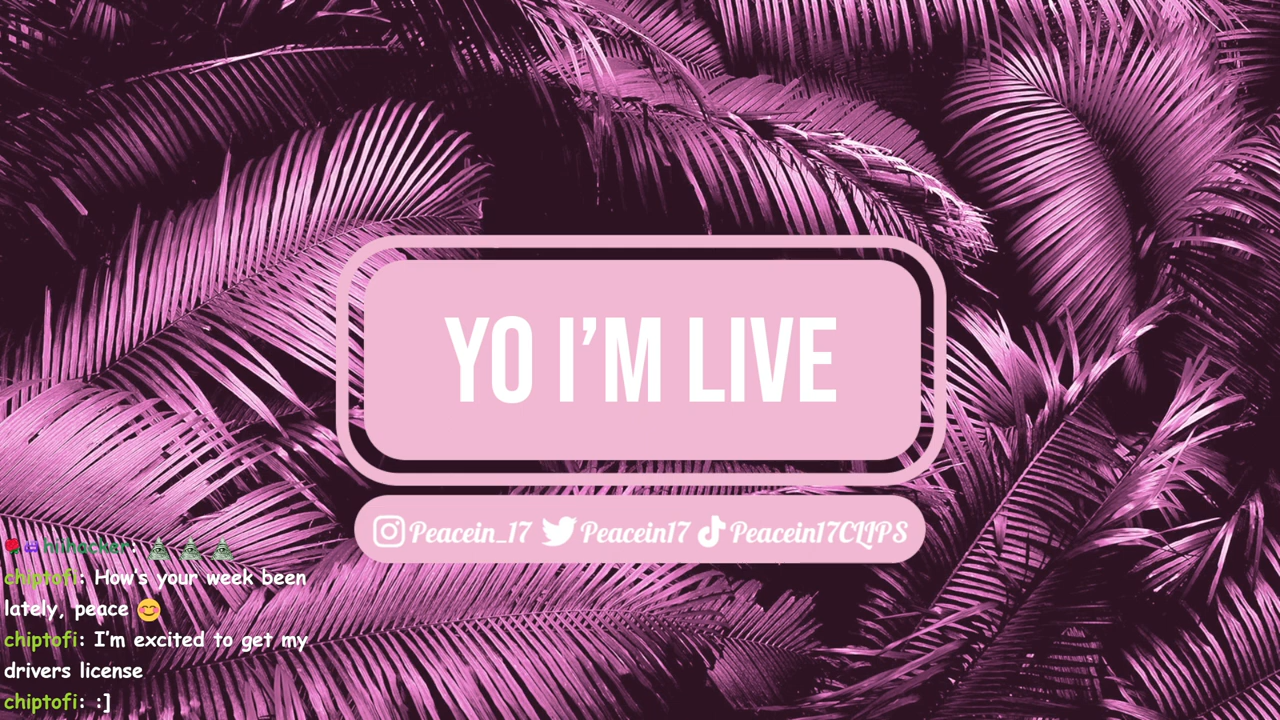 YO I’M LIVE
Peacein_17 Peacein17 Peacein17CLIPS
hiihacker:
chiptofi: How's your week been
lately, peace 😊
chiptofi: I'm excited to get my
drivers license
chiptofi: :]